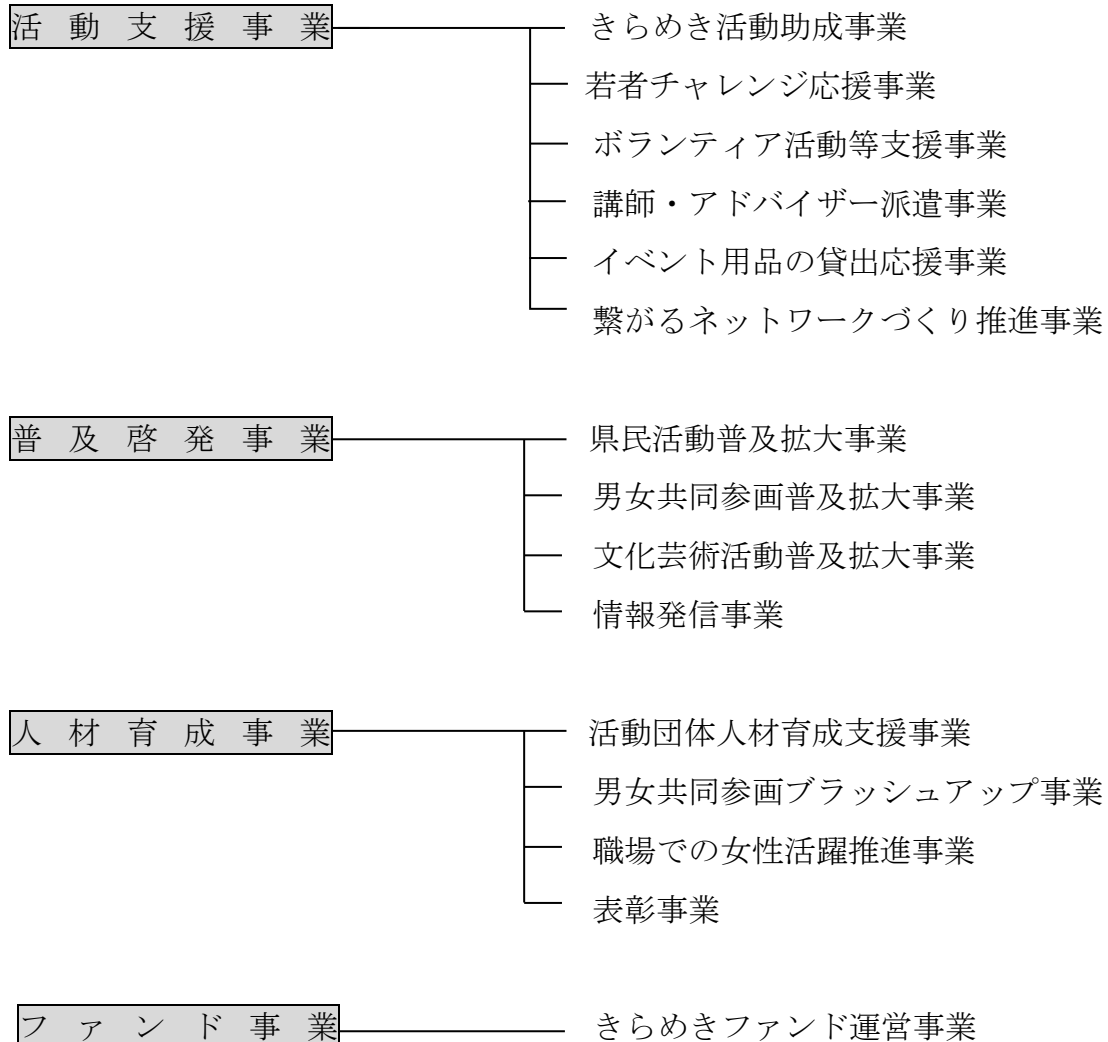 活動支援事業 きらめき活動助成事業
若者チャレンジ応援事業
ボランティア活動等支援事業
講師・アドバイザー派遣事業
イベント用品の貸出応援事業
繋がるネットワークづくり推進事業
普及啓発事業 県民活動普及拡大事業
男女共同参画普及拡大事業
文化芸術活動普及拡大事業
情報発信事業
人材育成事業 活動団体人材育成支援事業
男女共同参画ブラッシュアップ事業
職場での女性活躍推進事業
表彰事業
ファンド事業 きらめきファンド運営事業